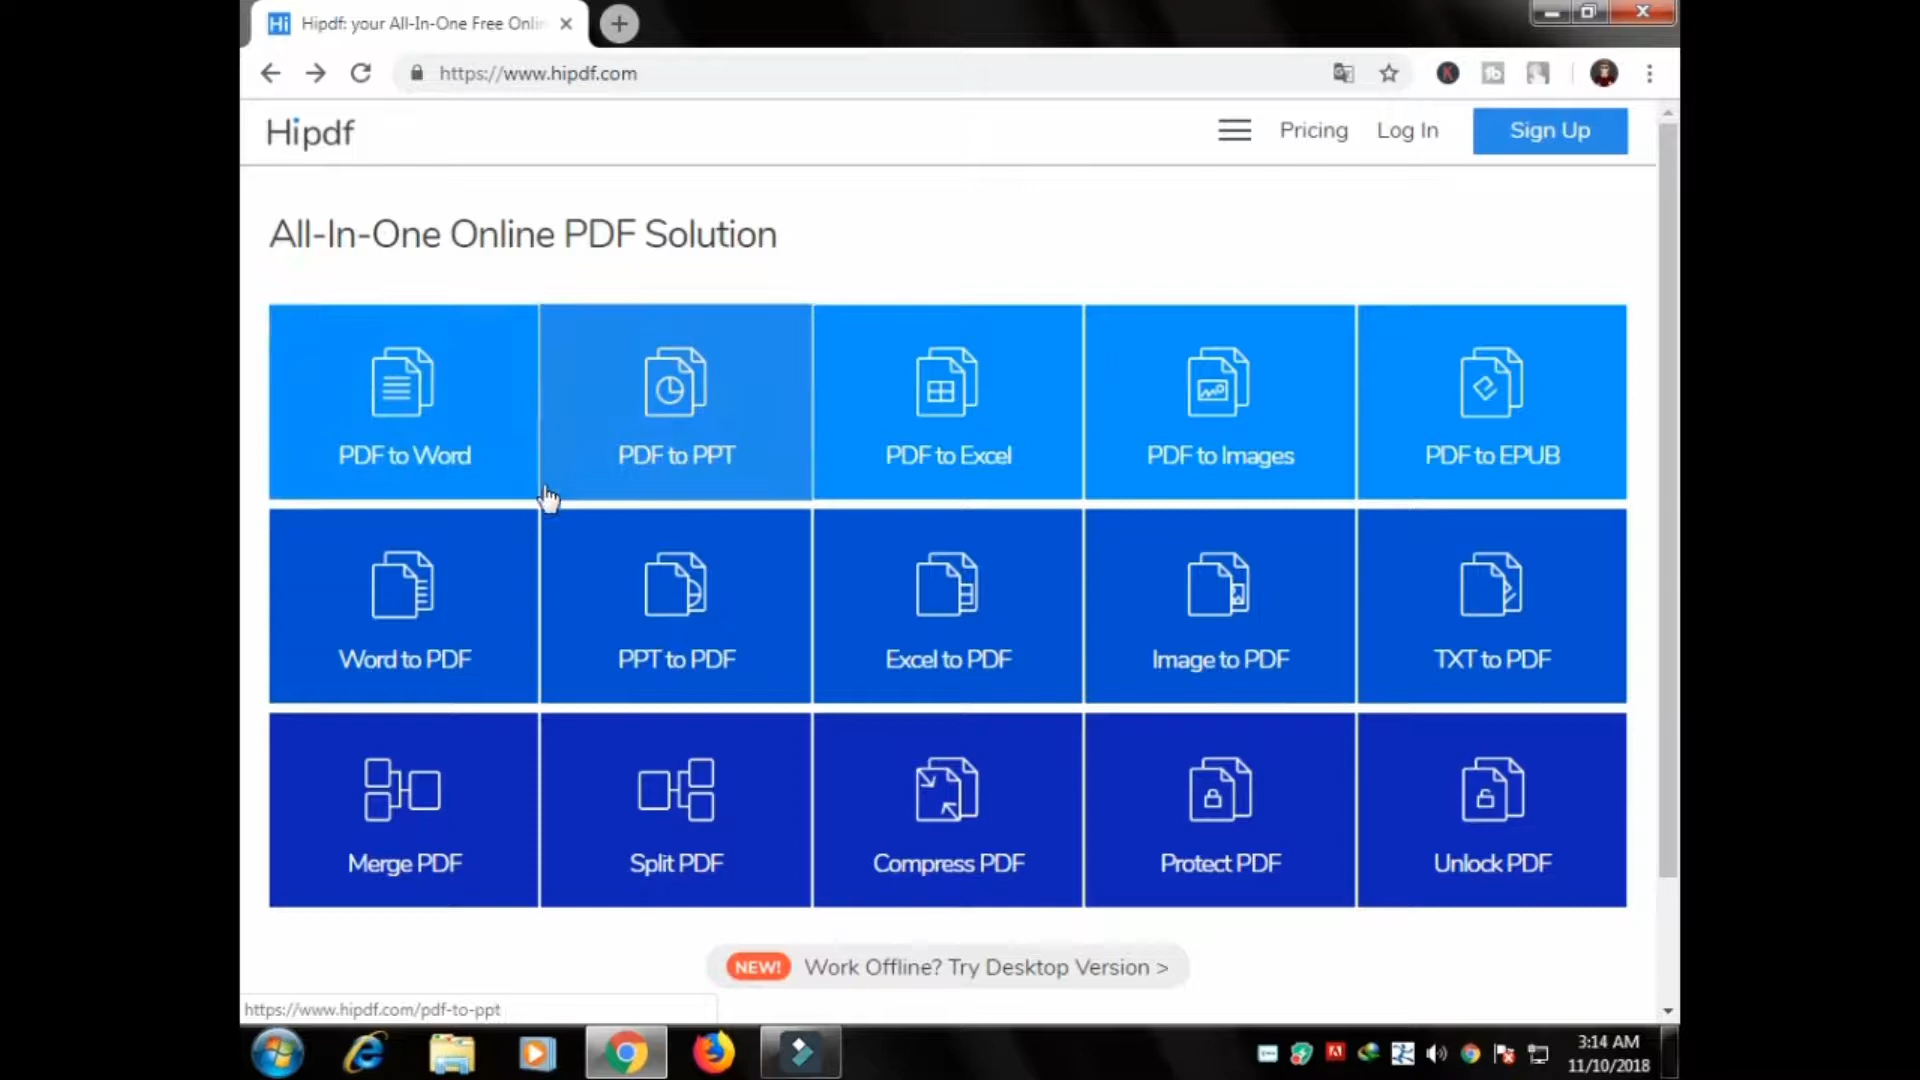 Hi Hipdf: your All-In-One Free Onlin
https://www.hipdf.com
Hipdf
Pricing
Log In
Sign Up
All-In-One Online PDF Solution
PDF to Word
PDF to PPT
PDF to Excel
PDF to Images
PDF to EPUB
Word to PDF
PPT to PDF
Excel to PDF
Image to PDF
TXT to PDF
Merge PDF
Split PDF
Compress PDF
Protect PDF
Unlock PDF
NEW! Work Offline? Try Desktop Version >
https://www.hipdf.com/pdf-to-ppt
3:14 AM
11/10/2018